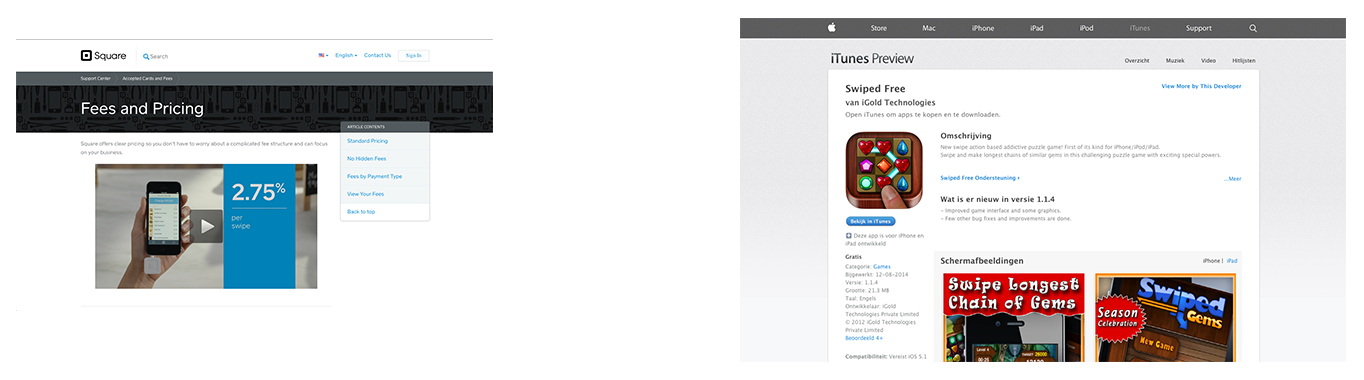 Square
Search
English
Contact Us
Sign In
Support Center
Accepted Cards and Fees
Fees and Pricing
Square offers clear pricing so you don't have to worry about a complicated fee structure and can focus
on your business.
ARTICLE CONTENTS
Standard Pricing
No Hidden Fees
Fees by Payment Type
View Your Fees
Back to top
2.75%
per
swipe
Store
Mac
iPhone
iPad
iPod
iTunes
Support
iTunes Preview
Overzicht
Muziek
Video
Hitlijsten
Swiped Free
van iGold Technologies
Open iTunes om apps te kopen en te downloaden.
View More by This Developer
Bekijk in iTunes
Deze app is voor iPhone en
iPad ontwikkeld
Gratis
Categorie: Games
Bijgewerkt: 12-08-2014
Versie: 1.1.4
Grootte: 21.3 MB
Taal: Engels
Ontwikkelaar: iGold
Technologies Private Limited
© 2012 iGold Technologies
Private Limited
Beoordeeld 4+
Compatibiliteit: Vereist iOS 5.1
Omschrijving
New swipe action based addictive puzzle game! First of its kind for iPhone/iPod/iPad.
Swipe and make longest chains of similar gems in this challenging puzzle game with exciting special powers.
Swiped Free Ondersteuning
...Meer
Wat is er nieuw in versie 1.1.4
- Improved game interface and some graphics.
- Few other bug fixes and improvements are done.
Schermafbeeldingen
iPhone | iPad
Swipe Longest
Chain of Gems
Level 4
TARGET 26000
Swiped
Gems
Season
Celebration
New Game